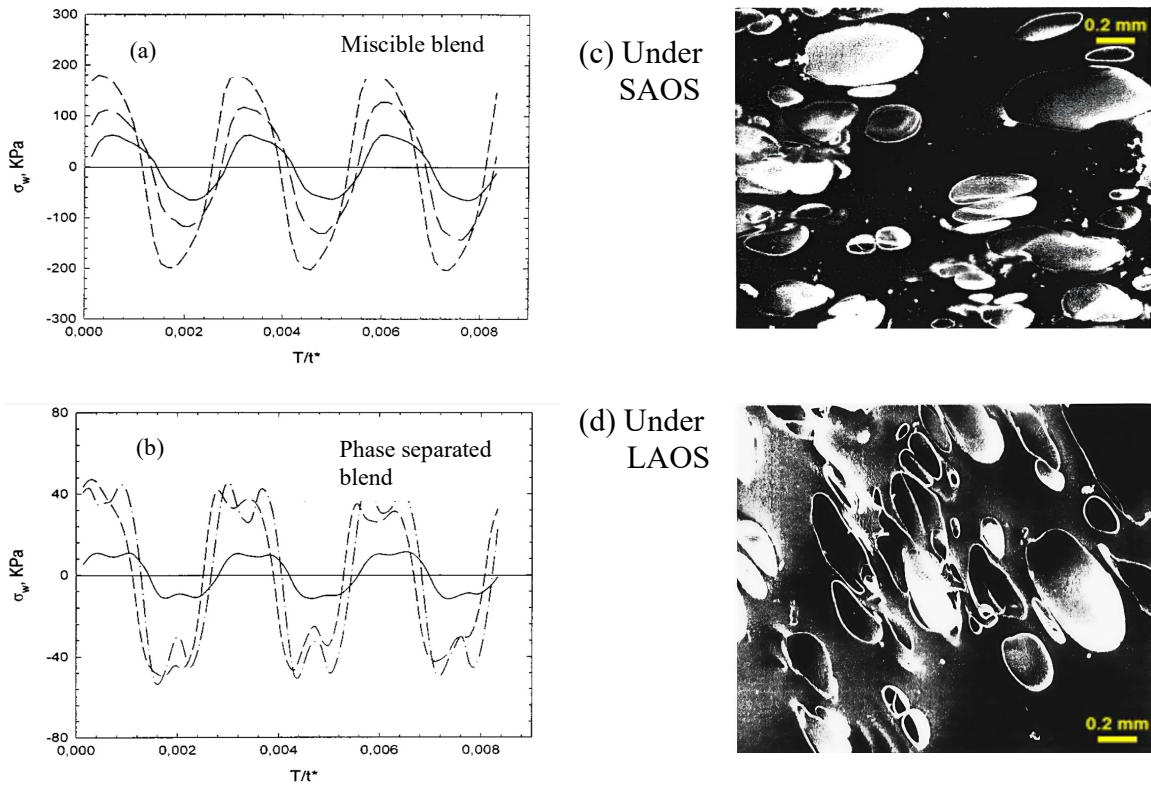 300
200
100
0
-100
-200
-300
σw, KPa
(a)
Miscible blend
0.000
0,002
0,004
0,006
0,008
T/t*
(c) Under
SAOS
0.2 mm
80
40
0
-40
-80
σw, KPa
(b)
Phase separated
blend
0,000
0,002
0,004
0,006
0,008
T/t*
(d) Under
LAOS
0.2 mm